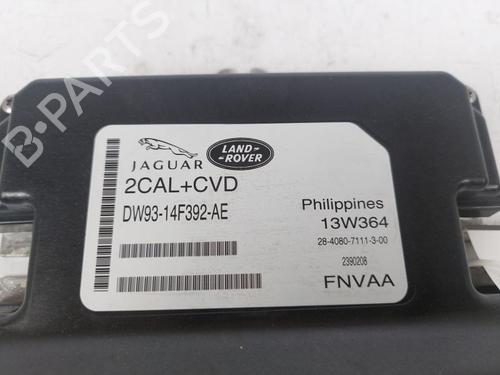 B-PARTS
JAGUAR
LAND-
ROVER
2CAL+CVD
DW93-14F392-AE
Philippines
13W364
28-4080-7111-3-00
2390208
FNVAA